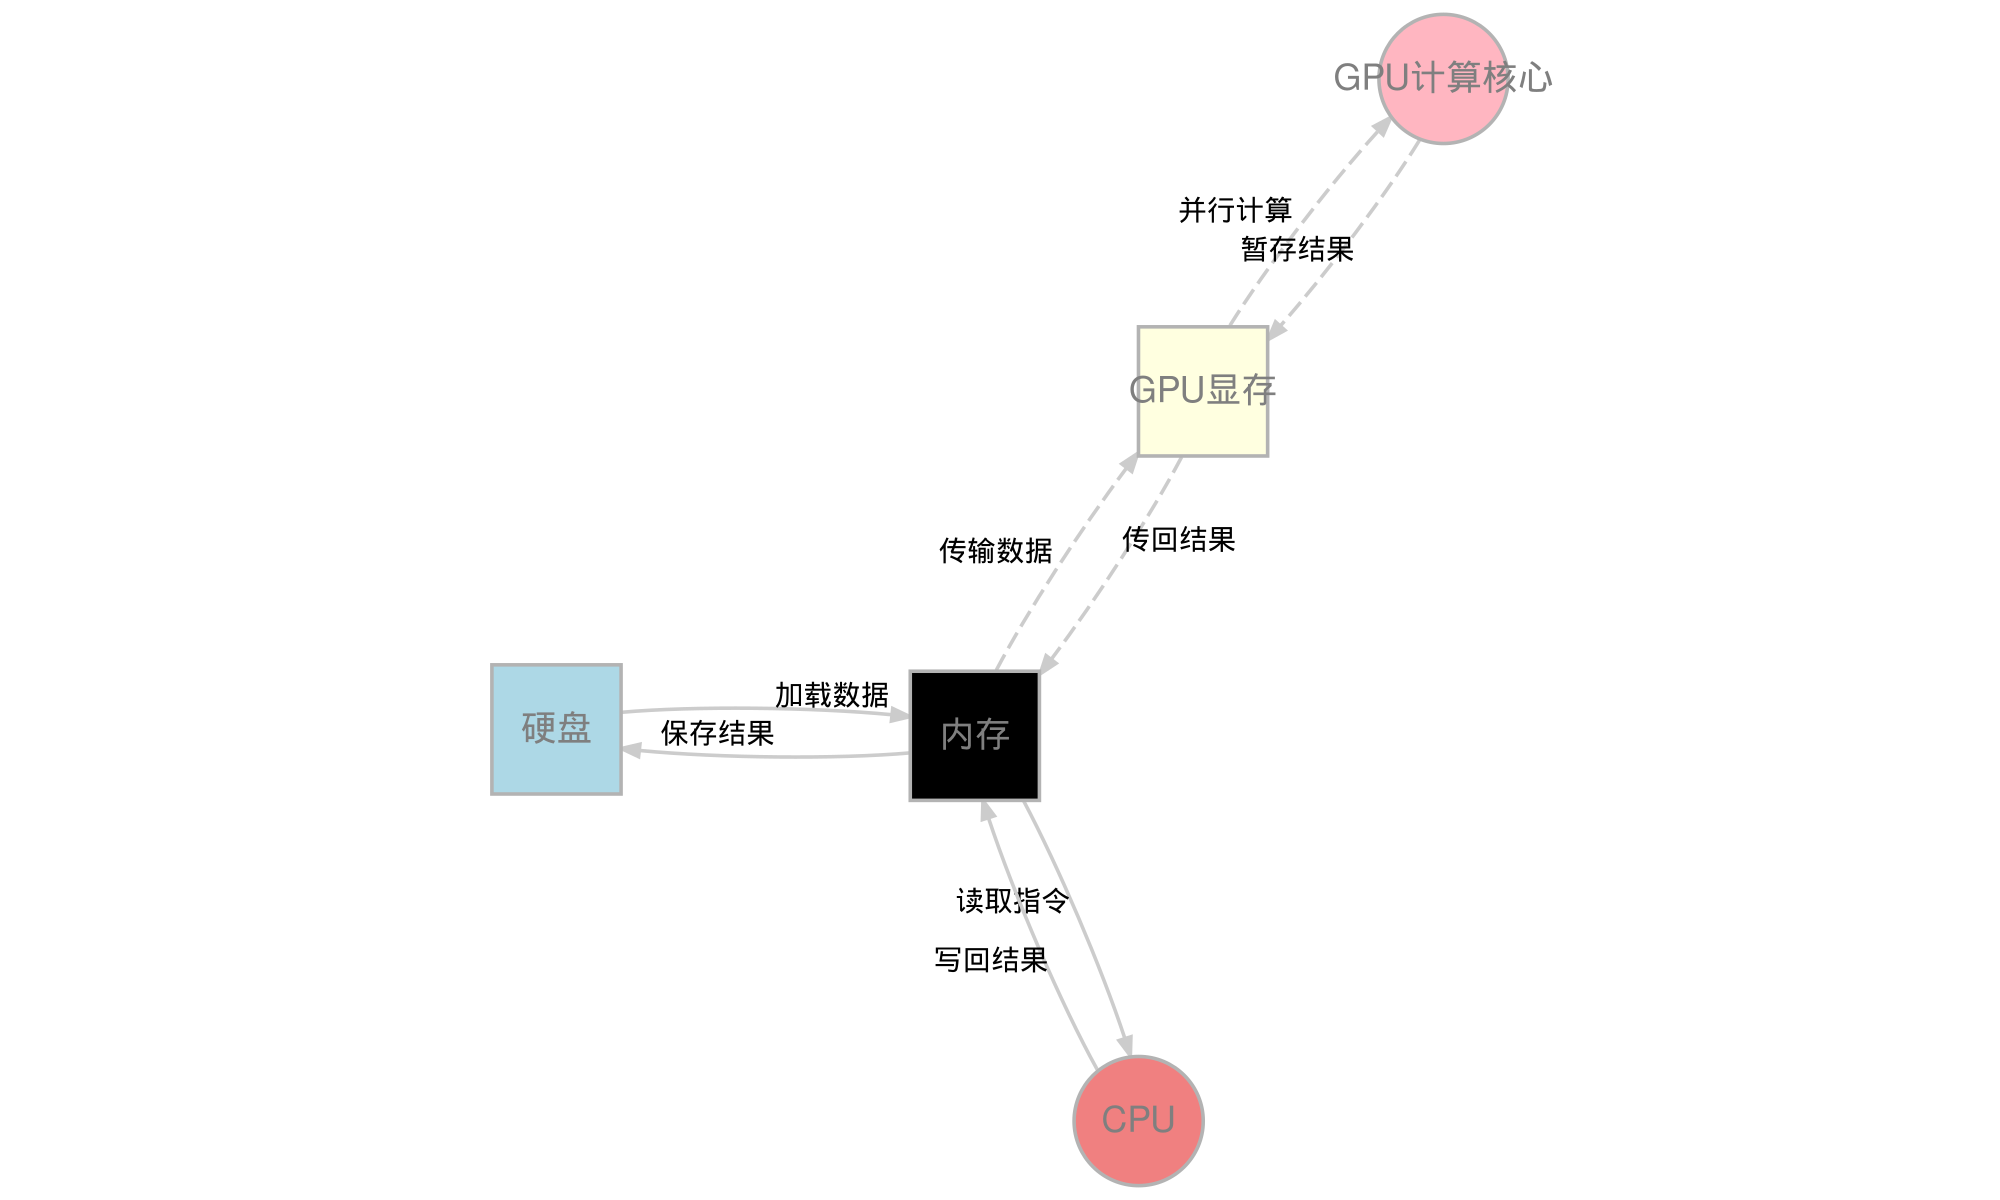 GPU计算核心
并行计算
暂存结果
GPU显存
传输数据
传回结果
加载数据
硬盘
保存结果
内存
读取指令
写回结果
CPU